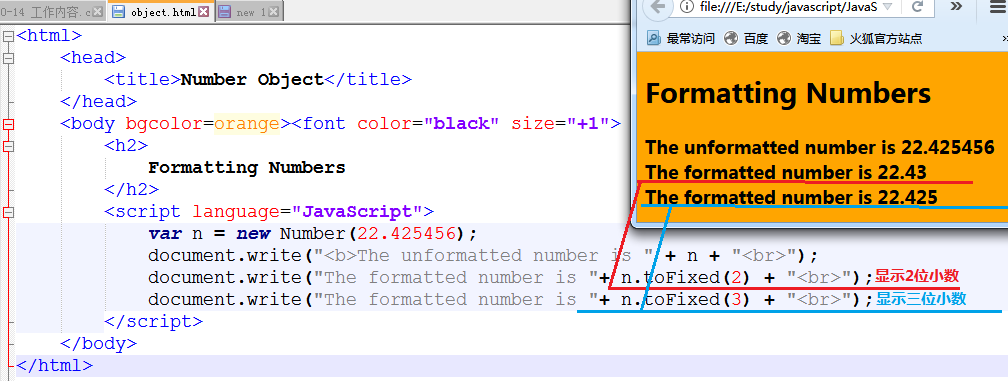 0-14 工作内容.c object.html new 1
<html>
<head>
<title>Number Object</title>
</head>
<body bgcolor=orange><font color="black" size="+1">
<h2>
Formatting Numbers
</h2>
<script language="JavaScript">
var n = new Number(22.425456);
document.write("<b>The unformatted number is " + n + "<br>");
document.write("The formatted number is "+ n.toFixed(2) + "<br>");显示2位小数
document.write("The formatted number is "+ n.toFixed(3) + "<br>");显示三位小数
</script>
</body>
</html>
file:///E:/study/javascript/JavaS
最常访问 百度 淘宝 火狐官方站点
Formatting Numbers
The unformatted number is 22.425456
The formatted number is 22.43
The formatted number is 22.425